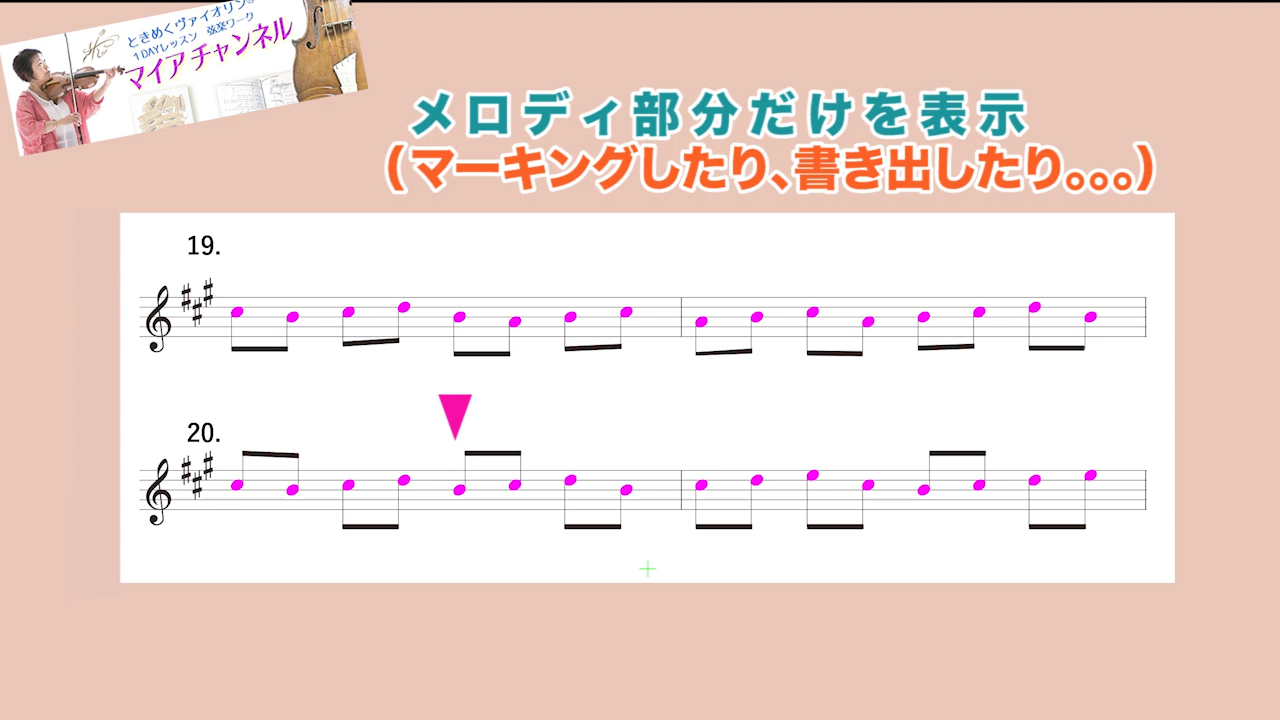 ときめくヴァイオリン®
1DAYレッスン 弦楽ワーク
マイア チャンネル
メロディ部分だけを表示
(マーキングしたり、書き出したり。。。)
19.
20.